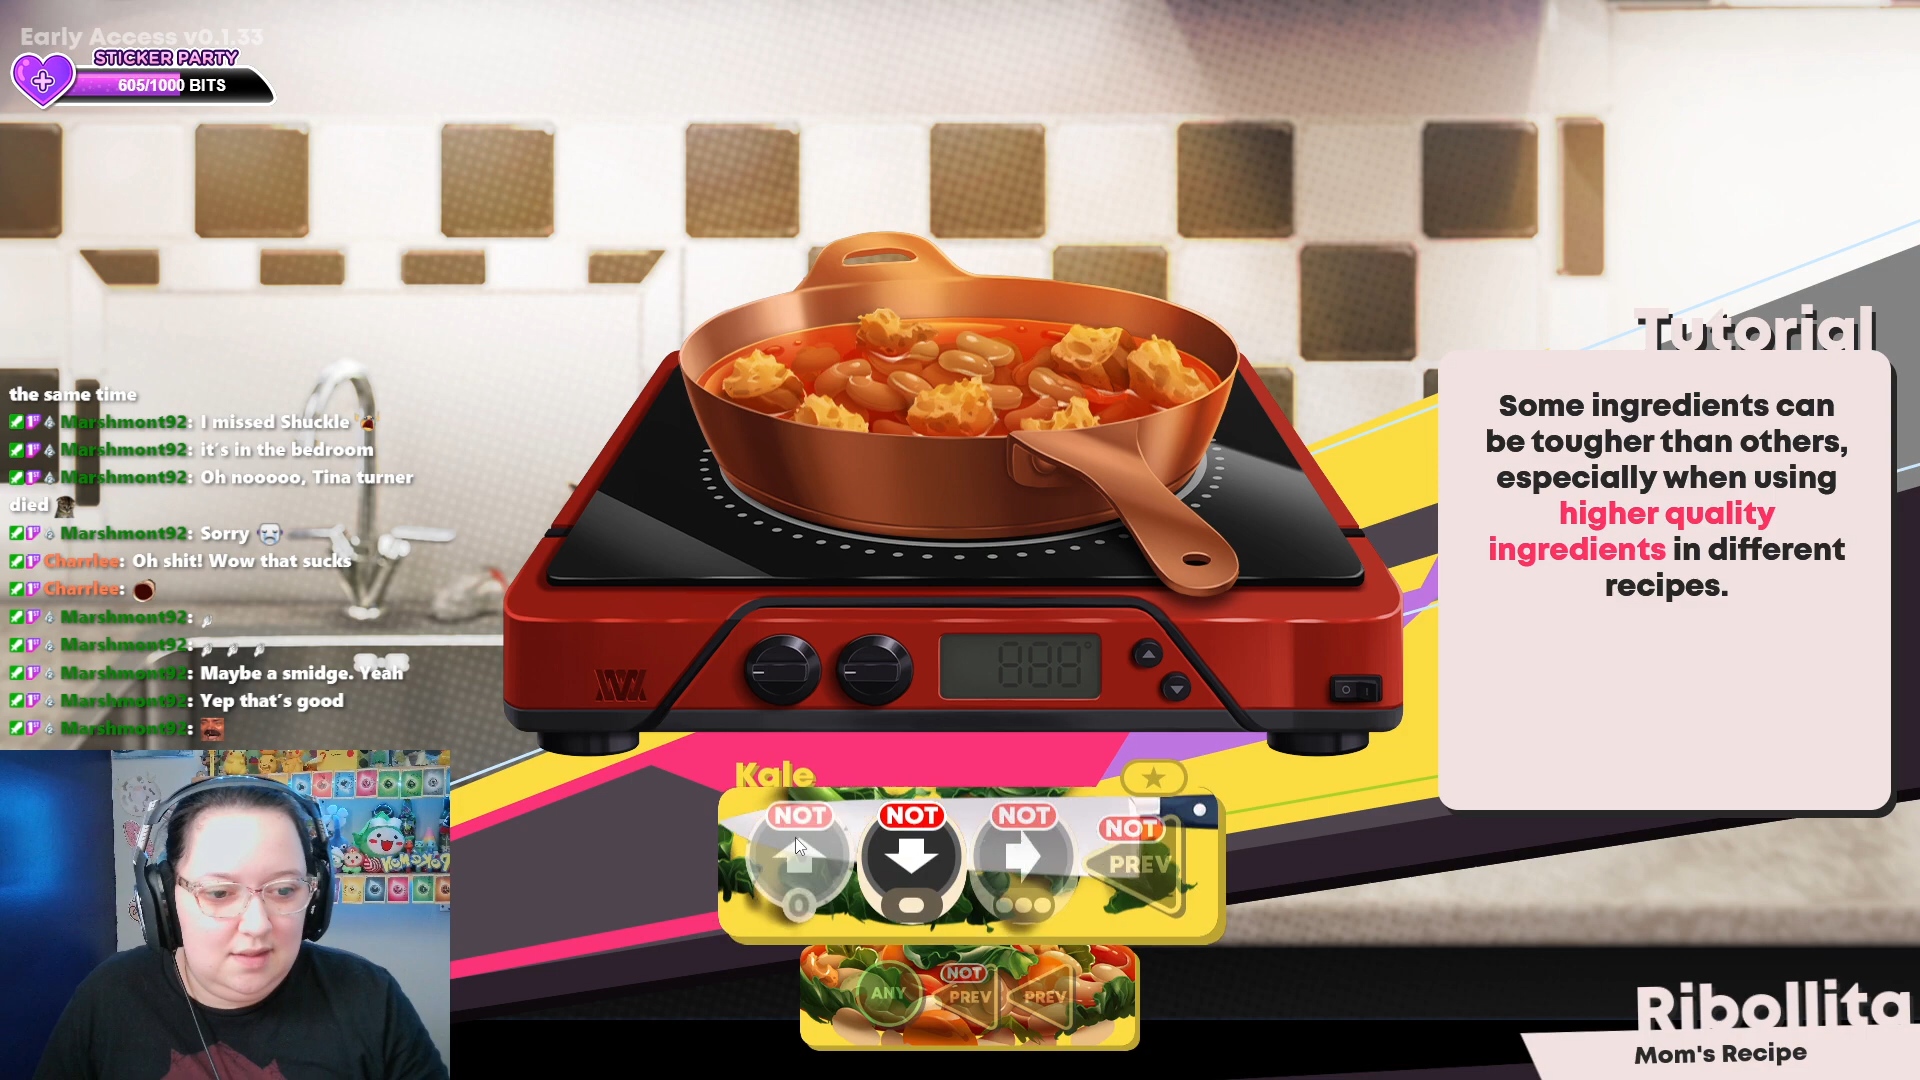 Early Access v0.1.33
STICKER PARTY
605/1000 BITS
the same time
Marshmont92: I missed Shuckle
Marshmont92: it's in the bedroom
Marshmont92: Oh nooooo, Tina turner
died
Marshmont92: Sorry
Charrlee: Oh shit! Wow that sucks
Charrlee:
Marshmont92:
Marshmont92:
Marshmont92: Maybe a smidge. Yeah
Marshmont92: Yep that's good
Marshmont92:
888°
Tutorial
Some ingredients can
be tougher than others,
especially when using
higher quality
ingredients in different
recipes.
Kale
NOT NOT NOT NOT
PREV
0
NOT
ANY PREV PREV
Ribollita
Mom's Recipe